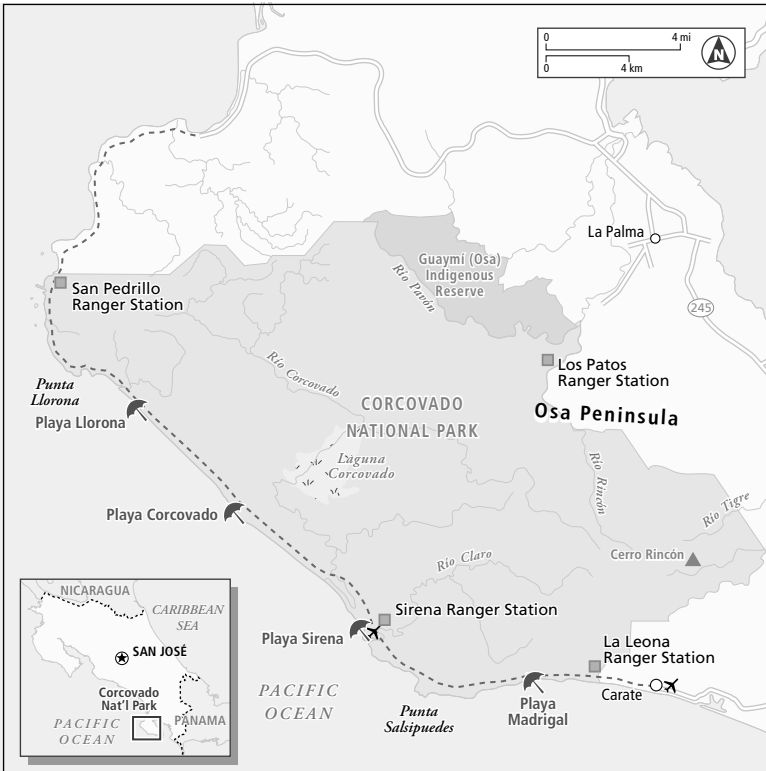 0
4 mi
N
0
4 km
La Palma
Guaymí (Osa)
Indigenous
Reserve
Río Pavón
San Pedrillo
Ranger Station
245
Los Patos
Ranger Station
Río Corcovado
Punta
Llorona
CORCOVADO
NATIONAL PARK
Osa Peninsula
Playa Llorona
Laguna
Corcovado
Río Rincón
Río Tigre
Playa Corcovado
Río Claro
Cerro Rincón
Sirena Ranger Station
Playa Sirena
La Leona
Ranger Station
PACIFIC
OCEAN
Carate
Punta
Salsipuedes
Playa
Madrigal
NICARAGUA
CARIBBEAN
SEA
SAN JOSÉ
Corcovado
Nat'l Park
PACIFIC
OCEAN
PANAMA